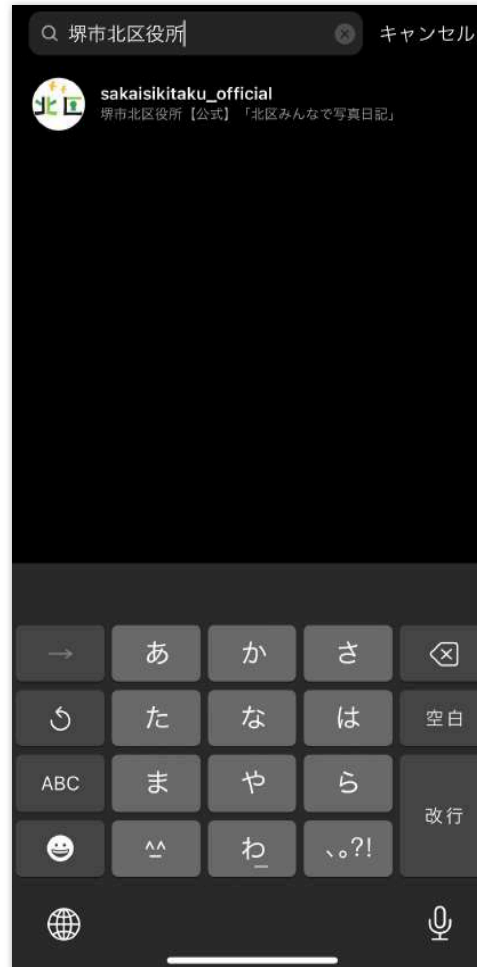 堺市北区役所
キャンセル
北区
sakaisikitaku_official
堺市北区役所【公式】「北区みんなで写真日記」
→ あ か さ
た な は 空白
ABC ま や ら
改行
^^ わ 、。?!